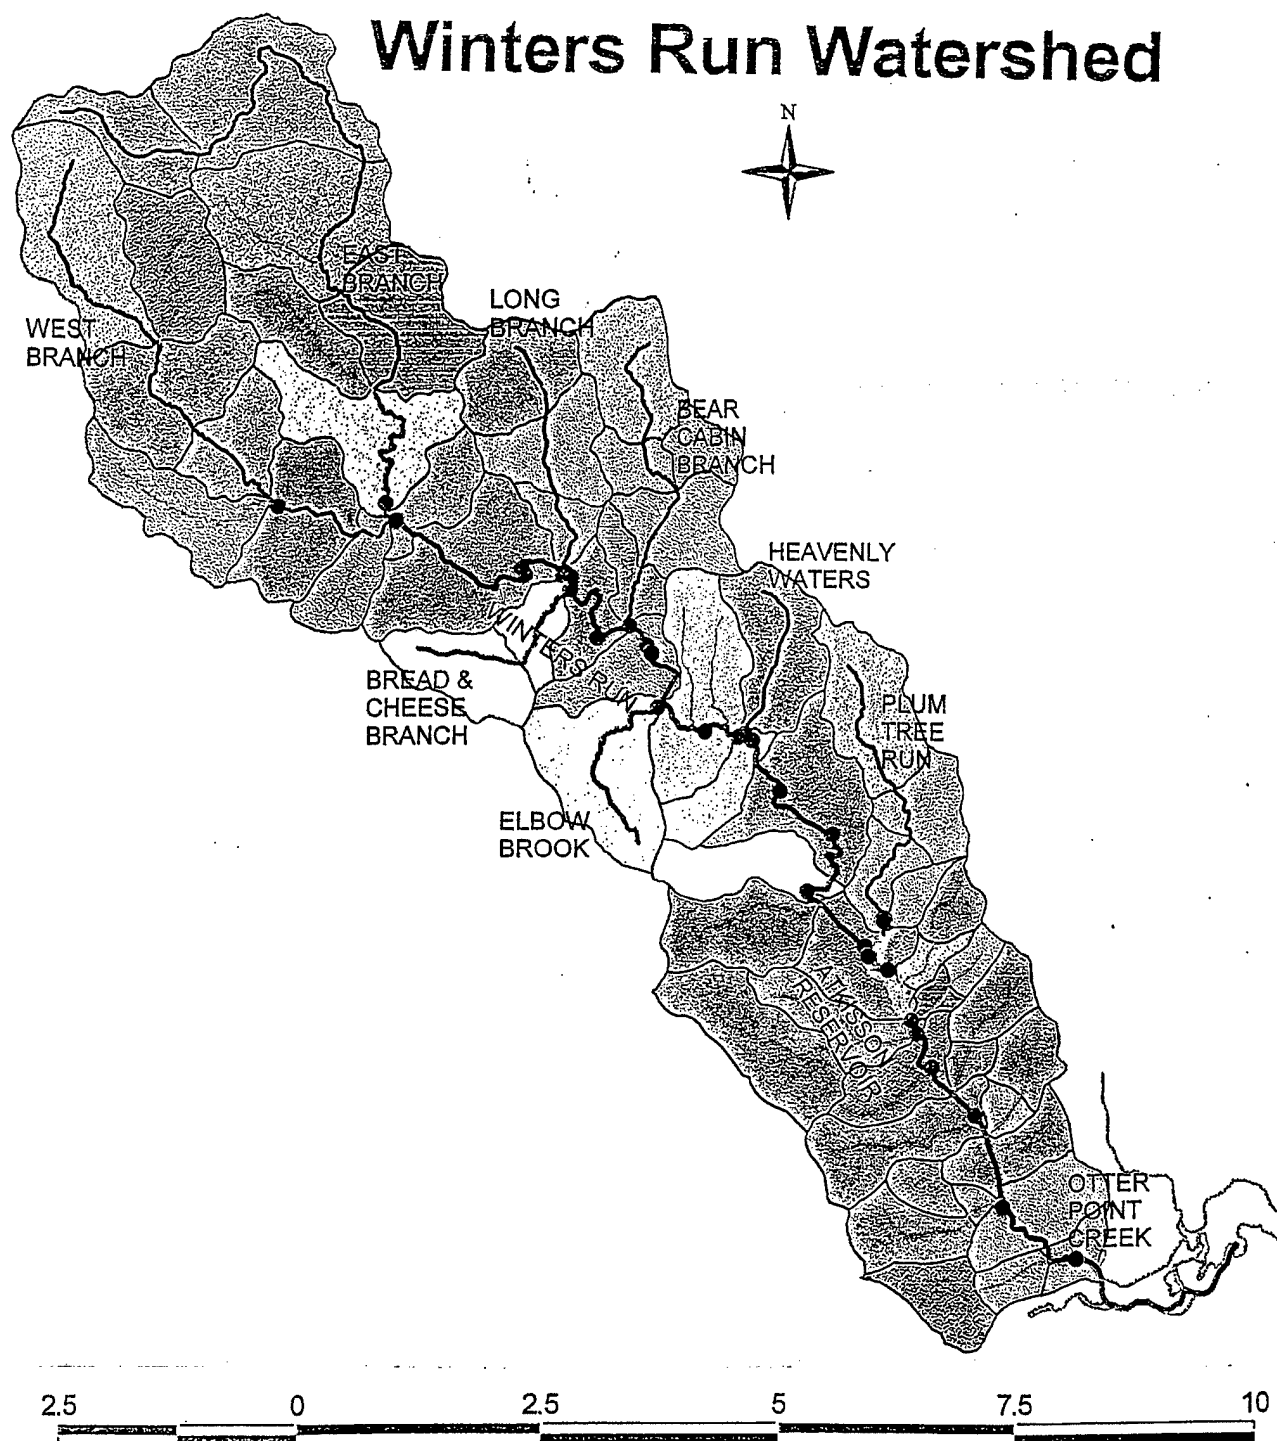 Winters Run Watershed
N
EAST
BRANCH
LONG
BRANCH
WEST
BRANCH
BEAR
CABIN
BRANCH
HEAVENLY
WATERS
WINTERS RUN
BREAD &
CHEESE
BRANCH
PLUM
TREE
RUN
ELBOW
BROOK
ATKISSON
RESERVOIR
OTTER
POINT
CREEK
2.5 0 2.5 5 7.5 10